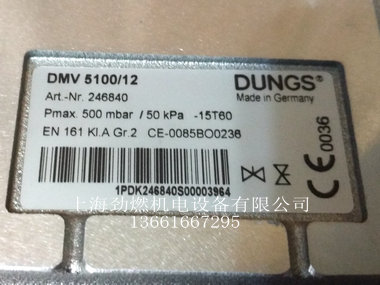 DMV 5100/12
DUNGS®
Made in Germany
Art.-Nr. 246840
Pmax. 500 mbar / 50 kPa -15T60
EN 161 Kl.A Gr.2 CE-0085BO0236
CE 0036
1PDK246840S00003964
上海劲燃机电设备有限公司
13661667295